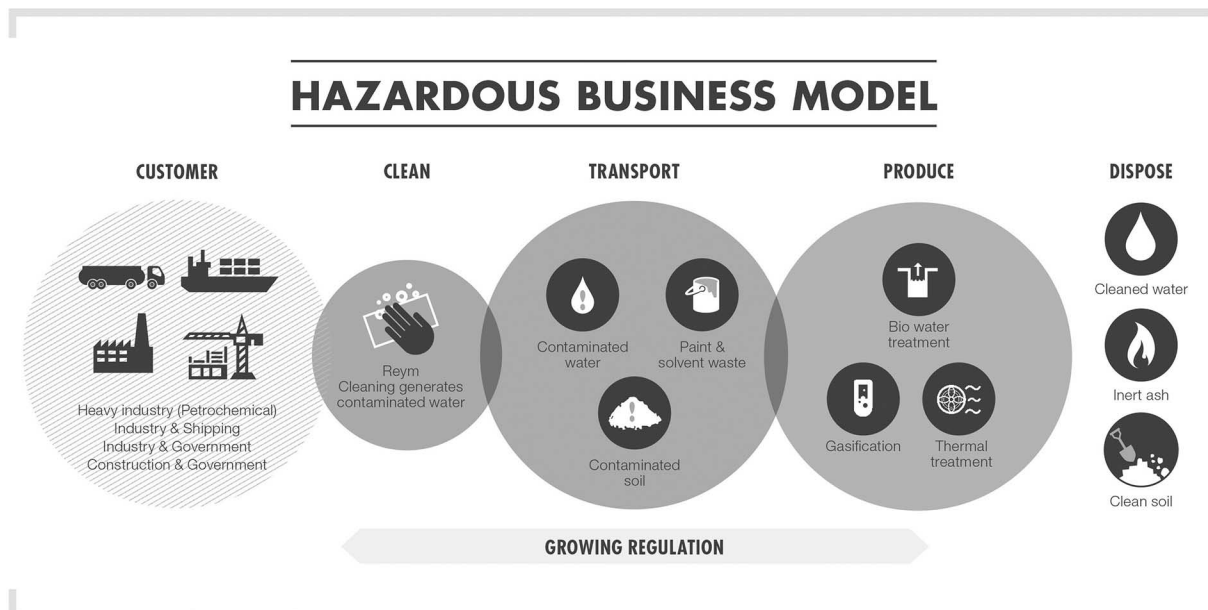 HAZARDOUS BUSINESS MODEL
CUSTOMER
Heavy industry (Petrochemical)
Industry & Shipping
Industry & Government
Construction & Government
CLEAN
Reym
Cleaning generates
contaminated water
TRANSPORT
Contaminated
water
Paint &
solvent waste
Contaminated
soil
PRODUCE
Bio water
treatment
Gasification
Thermal
treatment
DISPOSE
Cleaned water
Inert ash
Clean soil
GROWING REGULATION